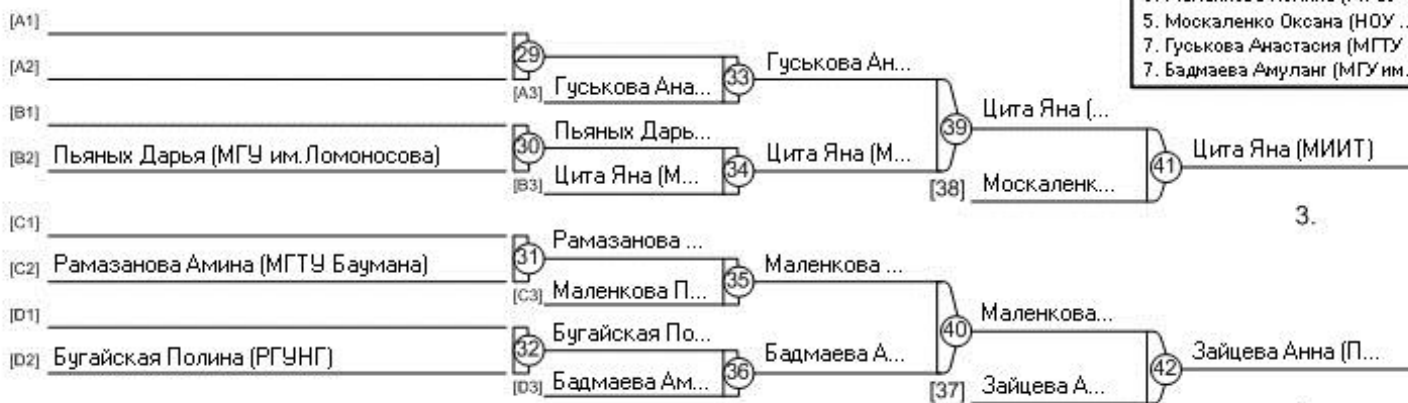 5. Москаленко Оксана (НОУ ...
7. Гуськова Анастасия (МГТУ
7. Бадмаева Амуланг (МГУ им.
[A1]
[A2]
29
[A3] Гуськова Ана...
33
Гуськова Ан...
[B1]
[B2] Пьяных Дарья (МГУ им.Ломоносова)
30
Пьяных Дарь...
[B3] Цита Яна (М...
34
Цита Яна (М...
39
Цита Яна (...
[38] Москаленк...
41
Цита Яна (МИИТ)
3.
[C1]
[C2] Рамазанова Амина (МГТУ Баумана)
31
Рамазанова ...
[C3] Маленкова П...
35
Маленкова ...
[D1]
[D2] Бугайская Полина (РГУНГ)
32
Бугайская По...
[D3] Бадмаева Ам...
36
Бадмаева А...
40
Маленкова...
[37] Зайцева А...
42
Зайцева Анна (П...